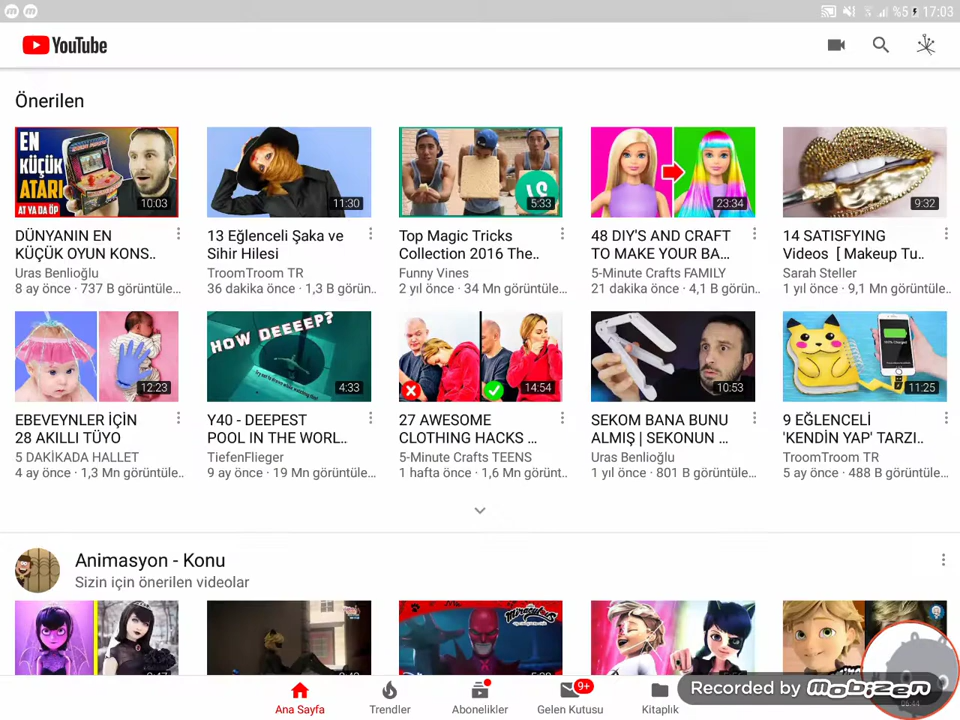 %5 17:03
YouTube
Önerilen
EN
KÜÇÜK
ATARI
AT YA DA ÖP
10:03
11:30
5:33
23:34
9:32
DÜNYANIN EN
KÜÇÜK OYUN KONS..
Uras Benlioğlu
8 ay önce · 737 B görüntüle...
13 Eğlenceli Şaka ve
Sihir Hilesi
TroomTroom TR
36 dakika önce · 1,3 B görün..
Top Magic Tricks
Collection 2016 The..
Funny Vines
2 yıl önce · 34 Mn görüntüle..
48 DIY'S AND CRAFT
TO MAKE YOUR BA...
5-Minute Crafts FAMILY
21 dakika önce · 4,1 B görün..
14 SATISFYING
Videos [ Makeup Tu..
Sarah Steller
1 yıl önce · 9,1 Mn görüntüle..
12:23
HOW DEEEEP?
4:33
14:54
10:53
11:25
EBEVEYNLER İÇİN
28 AKILLI TÜYO
5 DAKİKADA HALLET
4 ay önce · 1,3 Mn görüntüle...
Y40 - DEEPEST
POOL IN THE WORL..
TiefenFlieger
9 ay önce · 19 Mn görüntüle...
27 AWESOME
CLOTHING HACKS ...
5-Minute Crafts TEENS
1 hafta önce · 1,6 Mn görünt..
SEKOM BANA BUNU
ALMIŞ | SEKONUN ...
Uras Benlioğlu
1 yıl önce · 801 B görüntüle...
9 EĞLENCELİ
'KENDİN YAP' TARZI..
TroomTroom TR
5 ay önce · 488 B görüntüle..
Animasyon - Konu
Sizin için önerilen videolar
Miraculous
Ana Sayfa
Trendler
Abonelikler
9+
Gelen Kutusu
Kitaplık
Recorded by mobizen
06:44